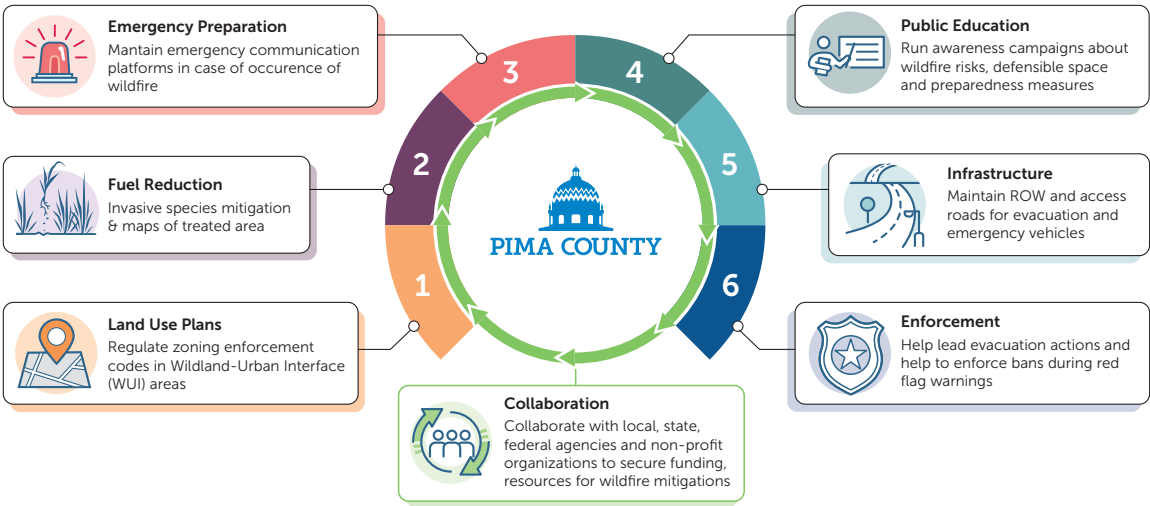 Emergency Preparation
Mantain emergency communication
platforms in case of occurence of
wildfire
Fuel Reduction
Invasive species mitigation
& maps of treated area
Land Use Plans
Regulate zoning enforcement
codes in Wildland-Urban Interface
(WUI) areas
1
2
3
4
5
6
PIMA COUNTY
Public Education
Run awareness campaigns about
wildfire risks, defensible space
and preparedness measures
Infrastructure
Maintain ROW and access
roads for evacuation and
emergency vehicles
Enforcement
Help lead evacuation actions and
help to enforce bans during red
flag warnings
Collaboration
Collaborate with local, state,
federal agencies and non-profit
organizations to secure funding,
resources for wildfire mitigations